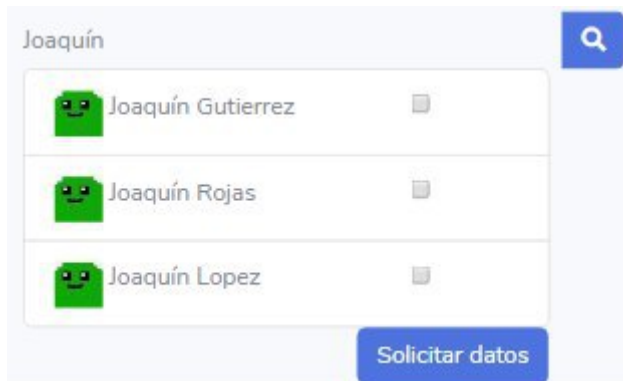 Joaquín
Joaquín Gutierrez
Joaquín Rojas
Joaquín Lopez
Solicitar datos